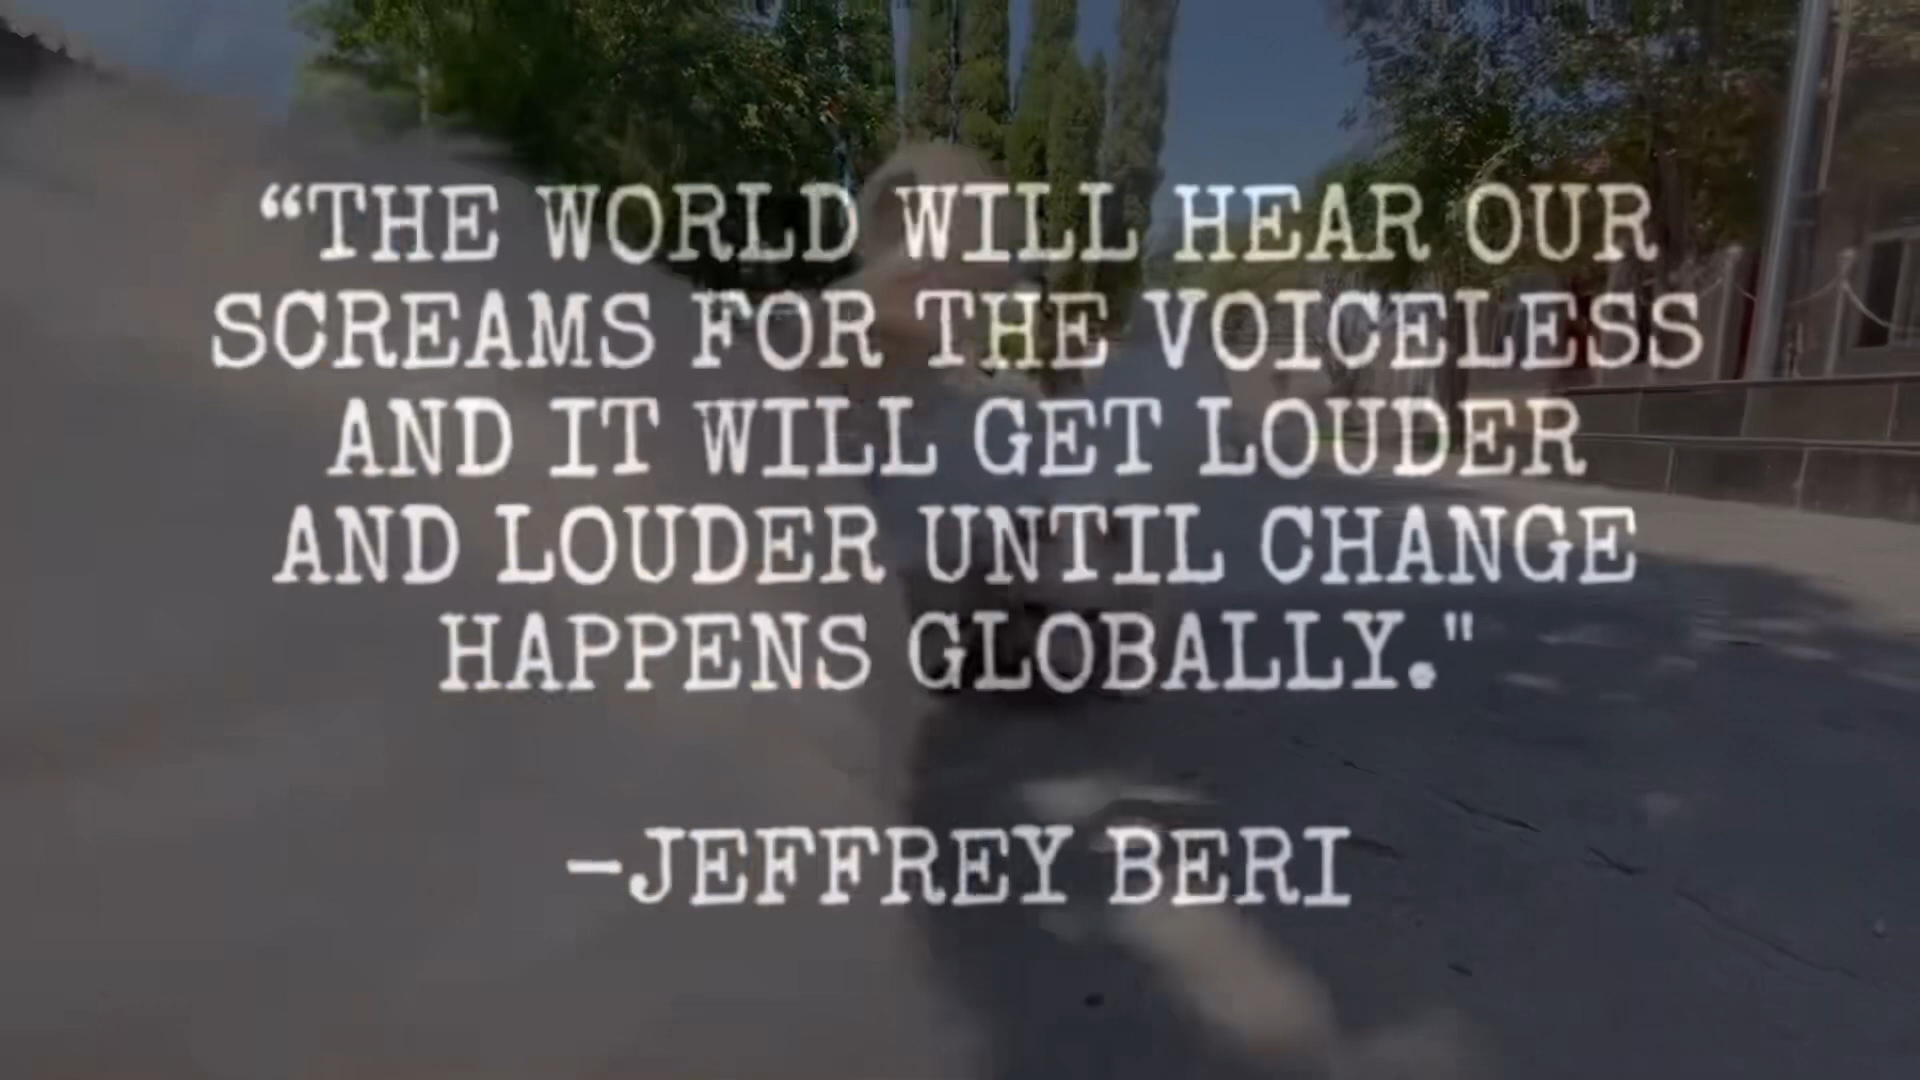 “THE WORLD WILL HEAR OUR
SCREAMS FOR THE VOICELESS
AND IT WILL GET LOUDER
AND LOUDER UNTIL CHANGE
HAPPENS GLOBALLY."
–JEFFREY BERI